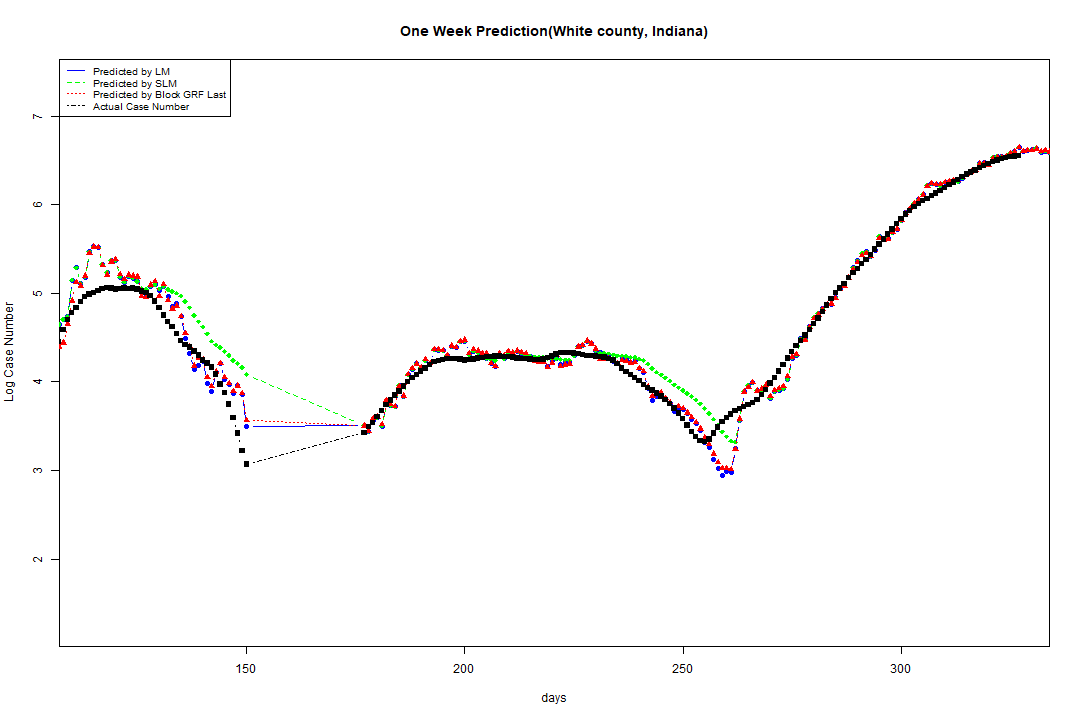 One Week Prediction(White county, Indiana)
Predicted by LM
Predicted by SLM
Predicted by Block GRF Last
Actual Case Number
Log Case Number
7
6
5
4
3
2
150 200 250 300
days